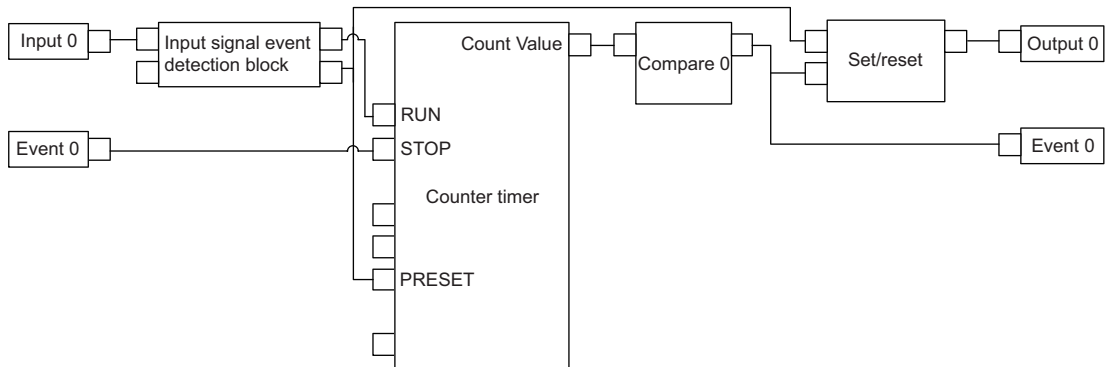 Input 0
Input signal event
detection block
Count Value
Compare 0
Set/reset
Output 0
RUN
Event 0
STOP
Event 0
Counter timer
PRESET